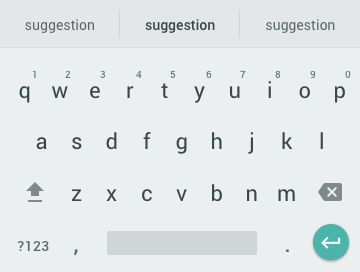 suggestion suggestion suggestion
1 2 3 4 5 6 7 8 9 0
q w e r t y u i o p
a s d f g h j k l
z x c v b n m
?123 , .